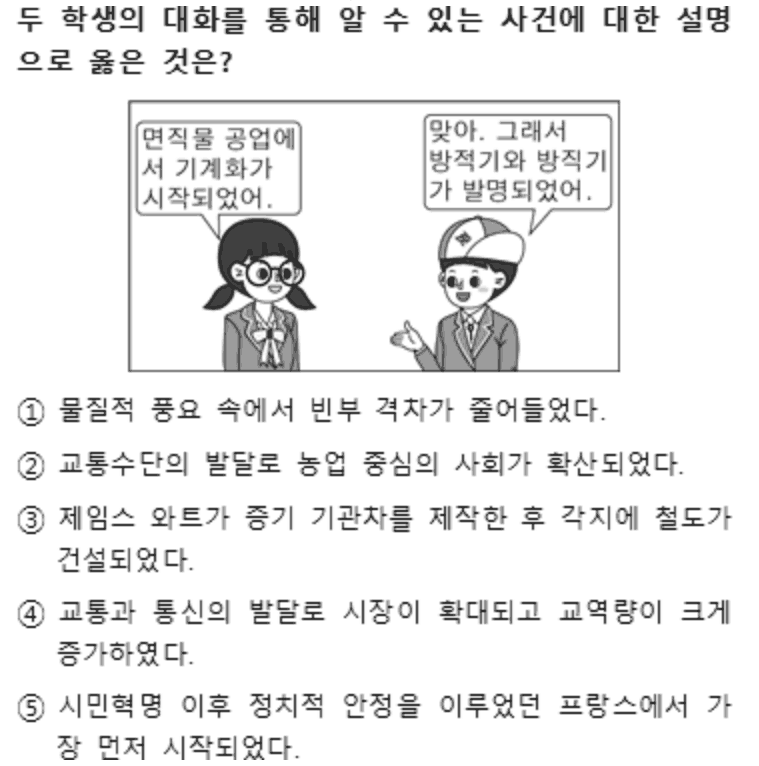 두 학생의 대화를 통해 알 수 있는 사건에 대한 설명
으로 옳은 것은?
면직물 공업에
서 기계화가
시작되었어.
맞아. 그래서
방적기와 방직기
가 발명되었어.
① 물질적 풍요 속에서 빈부 격차가 줄어들었다.
② 교통수단의 발달로 농업 중심의 사회가 확산되었다.
③ 제임스 와트가 증기 기관차를 제작한 후 각지에 철도가
건설되었다.
④ 교통과 통신의 발달로 시장이 확대되고 교역량이 크게
증가하였다.
⑤ 시민혁명 이후 정치적 안정을 이루었던 프랑스에서 가
장 먼저 시작되었다.